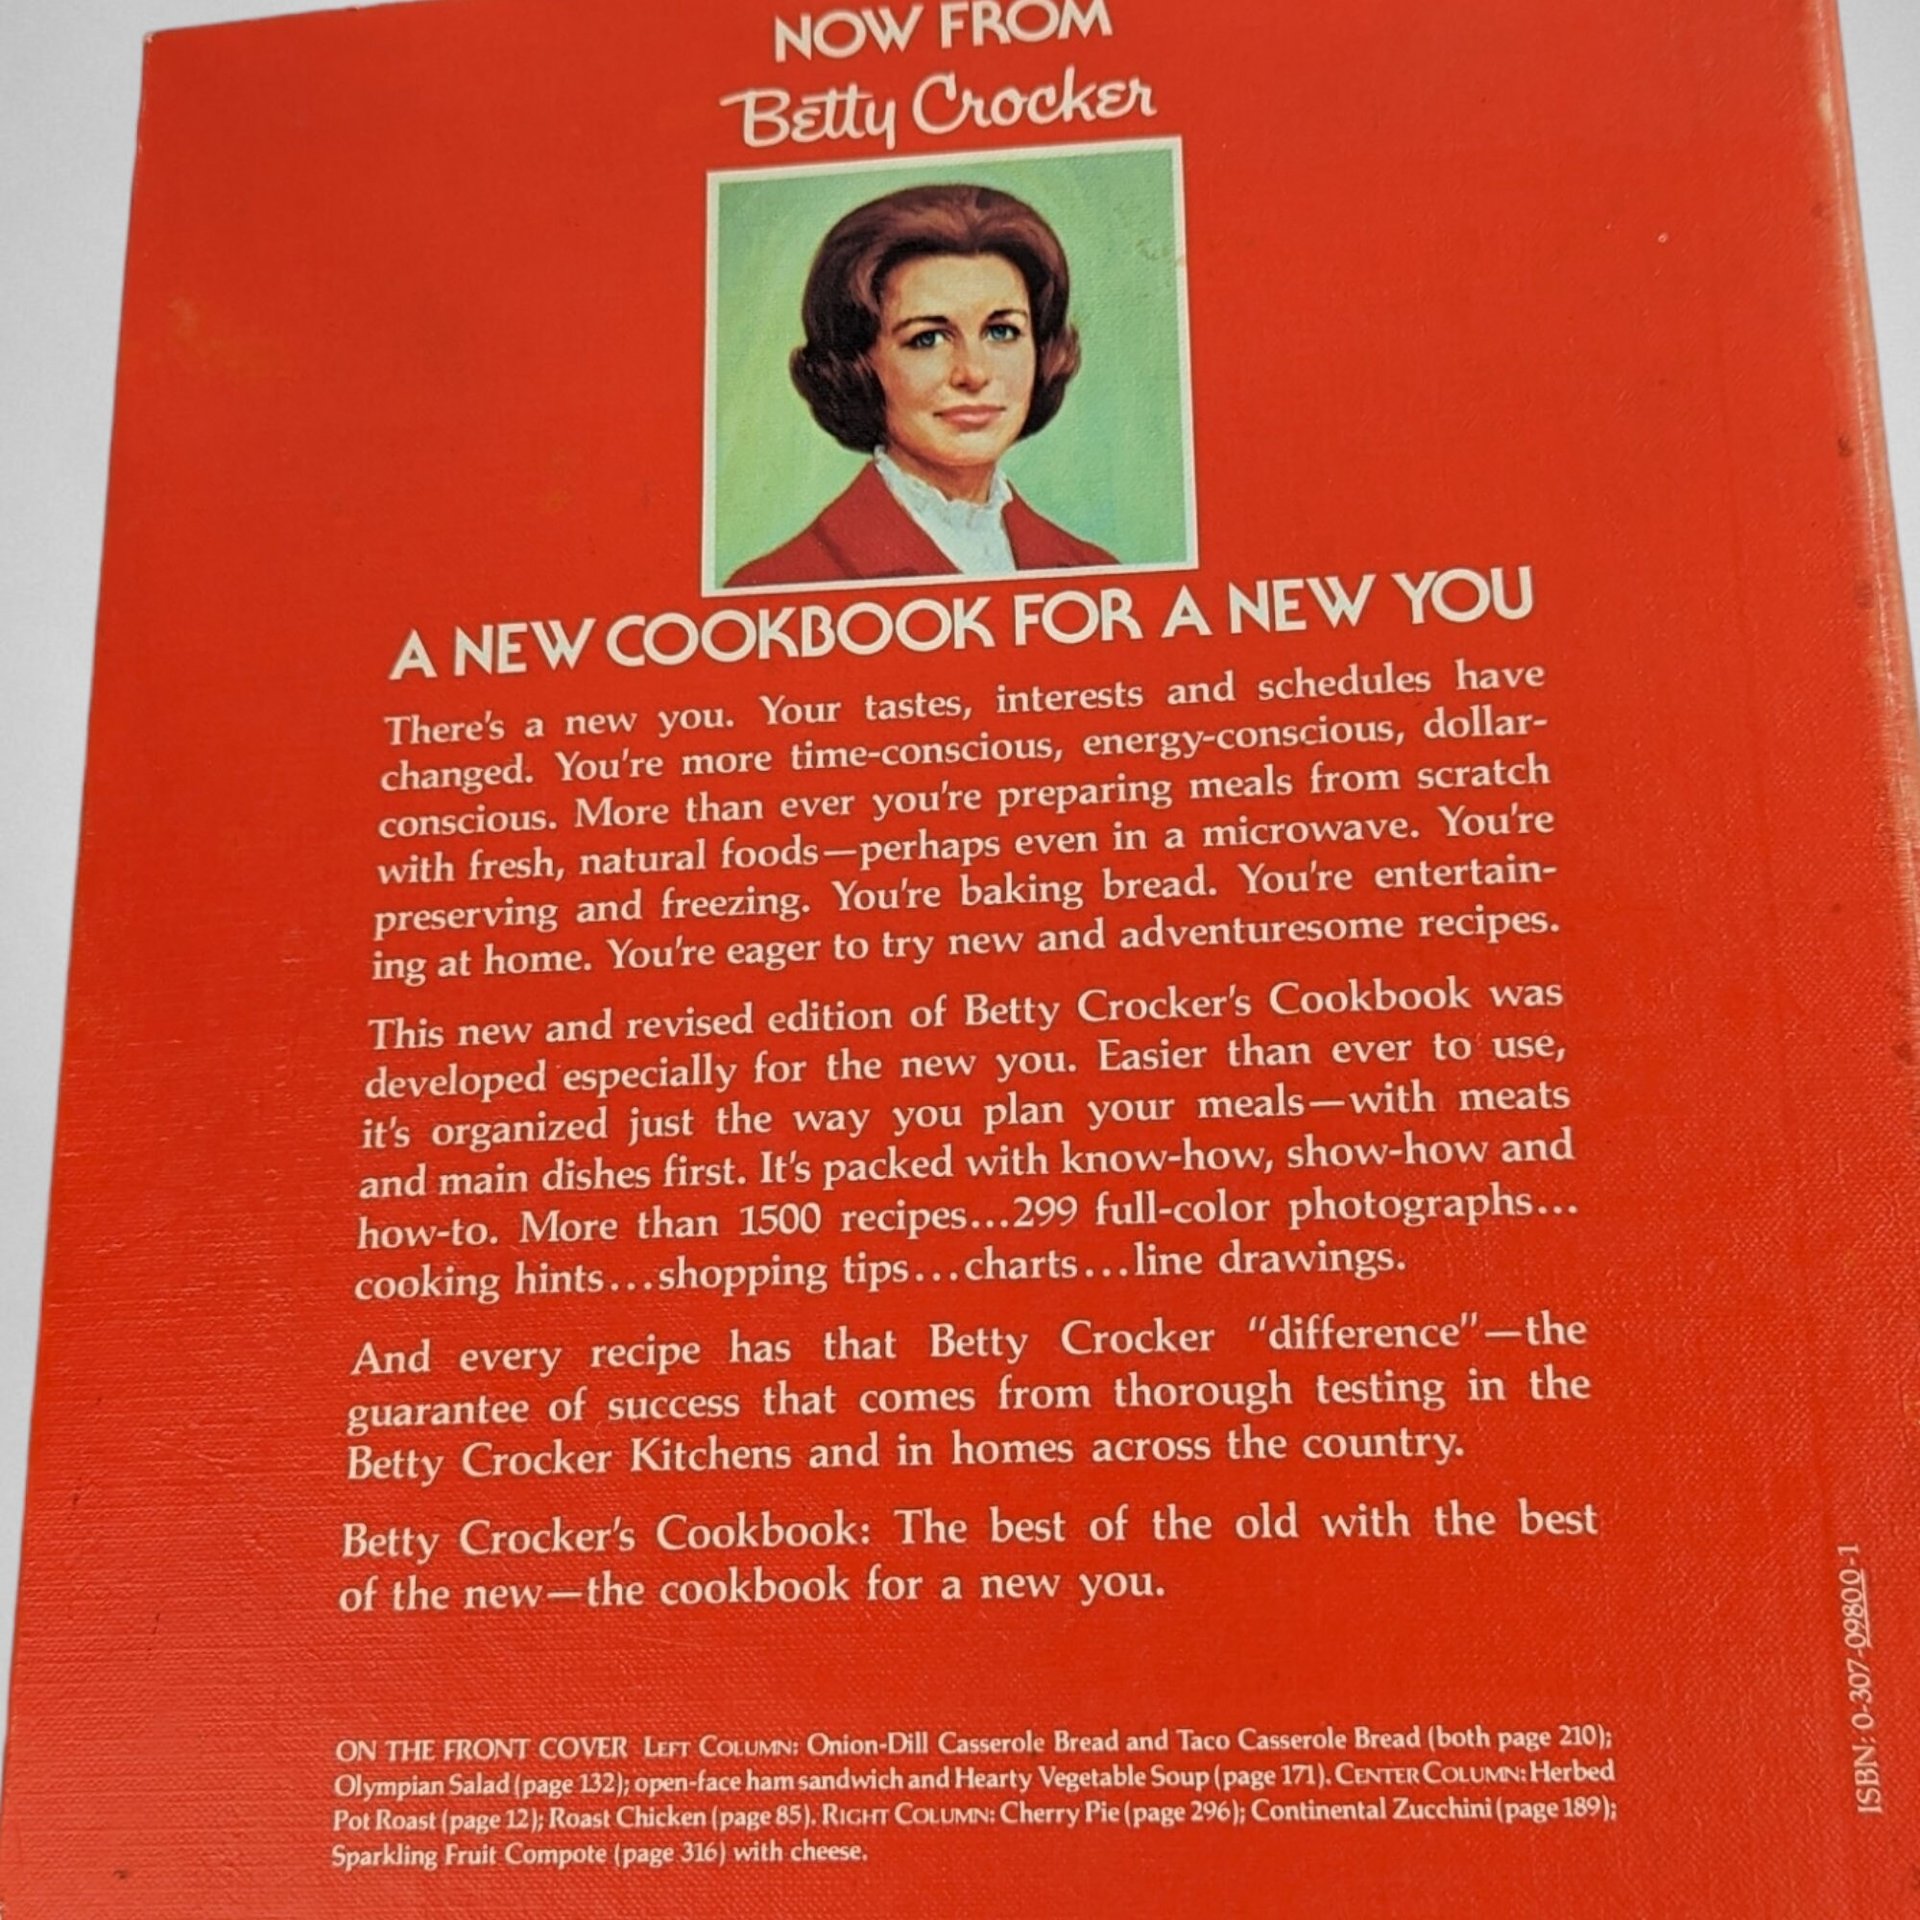 NOW FROM
Betty Crocker
A NEW COOKBOOK FOR A NEW YOU
There's a new you. Your tastes, interests and schedules have
changed. You're more time-conscious, energy-conscious, dollar-
conscious. More than ever you're preparing meals from scratch
with fresh, natural foods—perhaps even in a microwave. You're
preserving and freezing. You're baking bread. You're entertain-
ing at home. You're eager to try new and adventuresome recipes.
This new and revised edition of Betty Crocker's Cookbook was
developed especially for the new you. Easier than ever to use,
it's organized just the way you plan your meals—with meats
and main dishes first. It's packed with know-how, show-how and
how-to. More than 1500 recipes...299 full-color photographs...
cooking hints...shopping tips...charts...line drawings.
And every recipe has that Betty Crocker "difference"—the
guarantee of success that comes from thorough testing in the
Betty Crocker Kitchens and in homes across the country.
Betty Crocker's Cookbook: The best of the old with the best
of the new—the cookbook for a new you.
ON THE FRONT COVER LEFT COLUMN: Onion-Dill Casserole Bread and Taco Casserole Bread (both page 210);
Olympian Salad (page 132); open-face ham sandwich and Hearty Vegetable Soup (page 171). CENTER COLUMN: Herbed
Pot Roast (page 12); Roast Chicken (page 85). RIGHT COLUMN: Cherry Pie (page 296); Continental Zucchini (page 189);
Sparkling Fruit Compote (page 316) with cheese.
ISBN: 0-307-09800-1